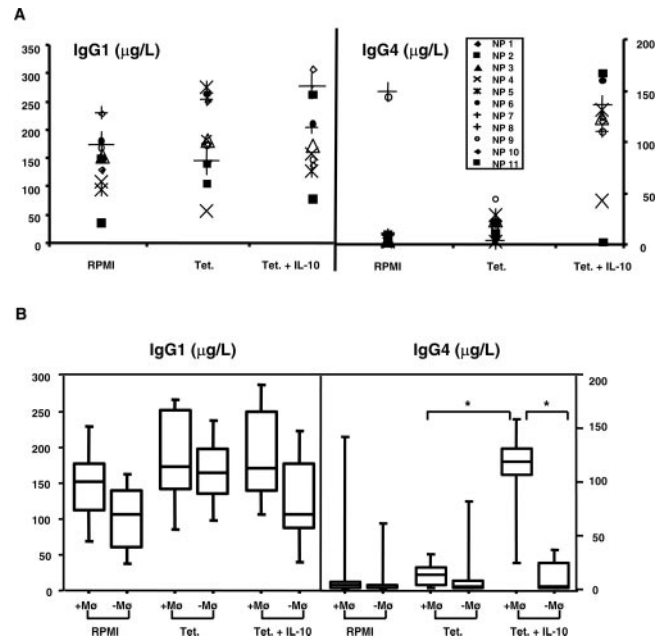 A
IgG1 (µg/L)
IgG4 (µg/L)
350
300
250
200
150
100
50
0
RPMI
Tet.
Tet. + IL-10
NP 1
NP 2
NP 3
NP 4
NP 5
NP 6
NP 7
NP 8
NP 9
NP 10
NP 11
RPMI
Tet.
Tet. + IL-10
200
150
100
50
0
B
IgG1 (µg/L)
IgG4 (µg/L)
300
250
200
150
100
50
0
* *
200
150
100
50
0
+Mø -Mø +Mø -Mø +Mø -Mø +Mø -Mø +Mø -Mø +Mø -Mø
RPMI Tet. Tet. + IL-10 RPMI Tet. Tet. + IL-10